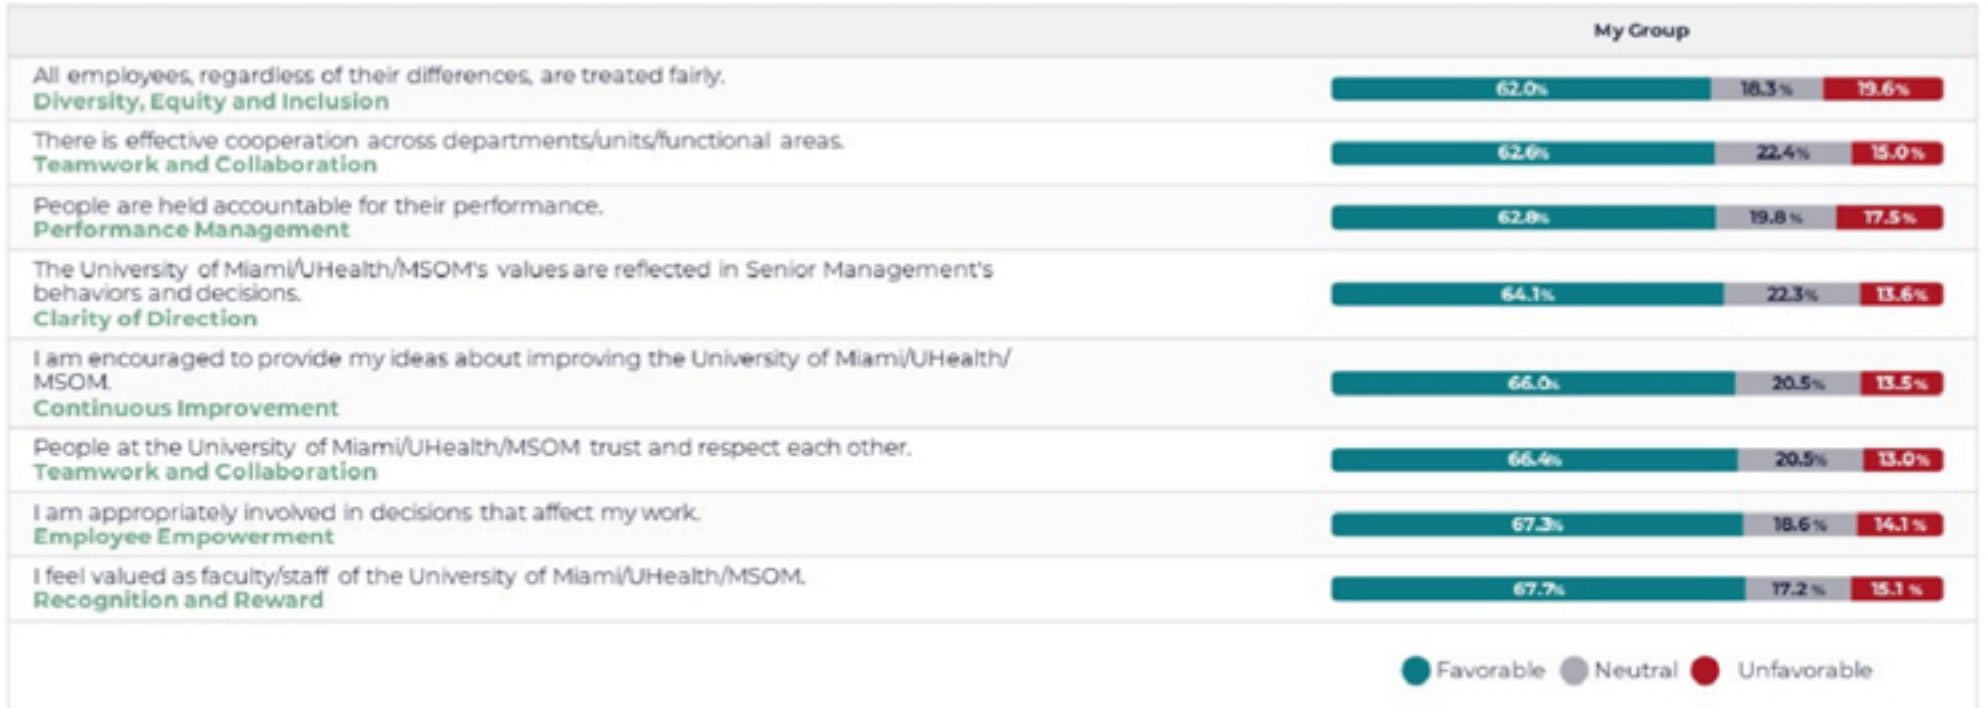 My Group
All employees, regardless of their differences, are treated fairly.
Diversity, Equity and Inclusion
62.0% 18.3% 19.6%
There is effective cooperation across departments/units/functional areas.
Teamwork and Collaboration
62.6% 22.4% 15.0%
People are held accountable for their performance.
Performance Management
62.8% 19.8% 17.5%
The University of Miami/UHealth/MSOM's values are reflected in Senior Management's
behaviors and decisions.
Clarity of Direction
64.1% 22.3% 13.6%
I am encouraged to provide my ideas about improving the University of Miami/UHealth/
MSOM.
Continuous Improvement
66.0% 20.5% 13.5%
People at the University of Miami/UHealth/MSOM trust and respect each other.
Teamwork and Collaboration
66.4% 20.5% 13.0%
I am appropriately involved in decisions that affect my work.
Employee Empowerment
67.3% 18.6% 14.1%
I feel valued as faculty/staff of the University of Miami/UHealth/MSOM.
Recognition and Reward
67.7% 17.2% 15.1%
Favorable Neutral Unfavorable